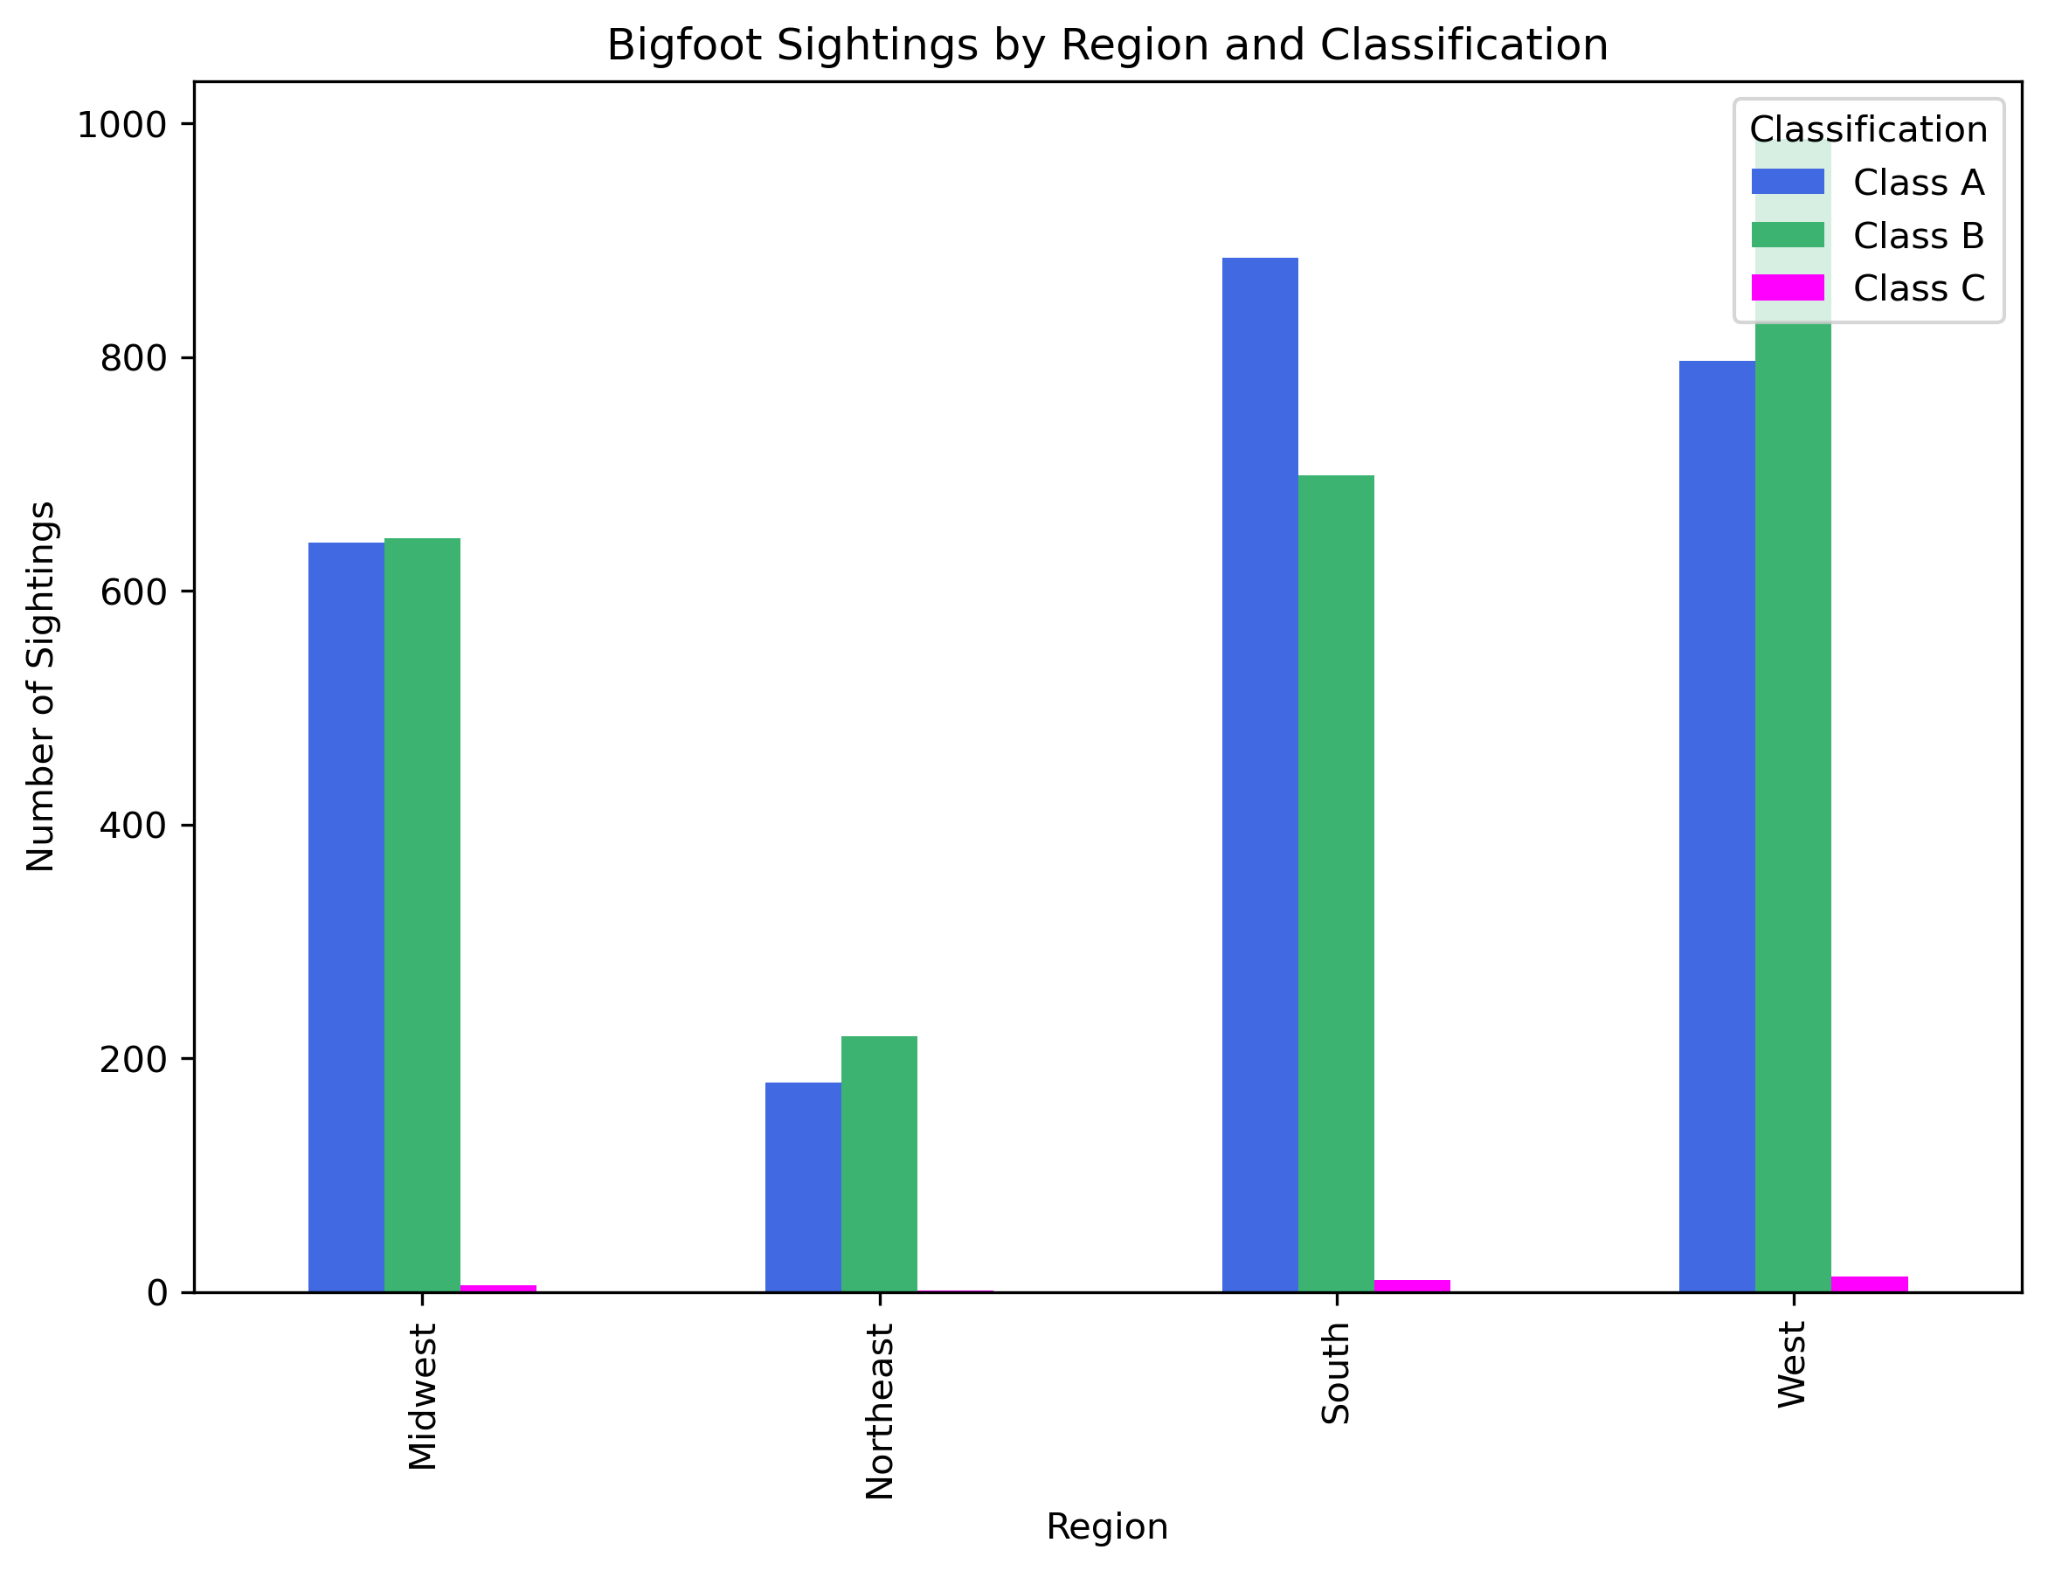 Bigfoot Sightings by Region and Classification
1000
800
600
400
200
0
Number of Sightings
Classification
Class A
Class B
Class C
Midwest
Northeast
South
West
Region